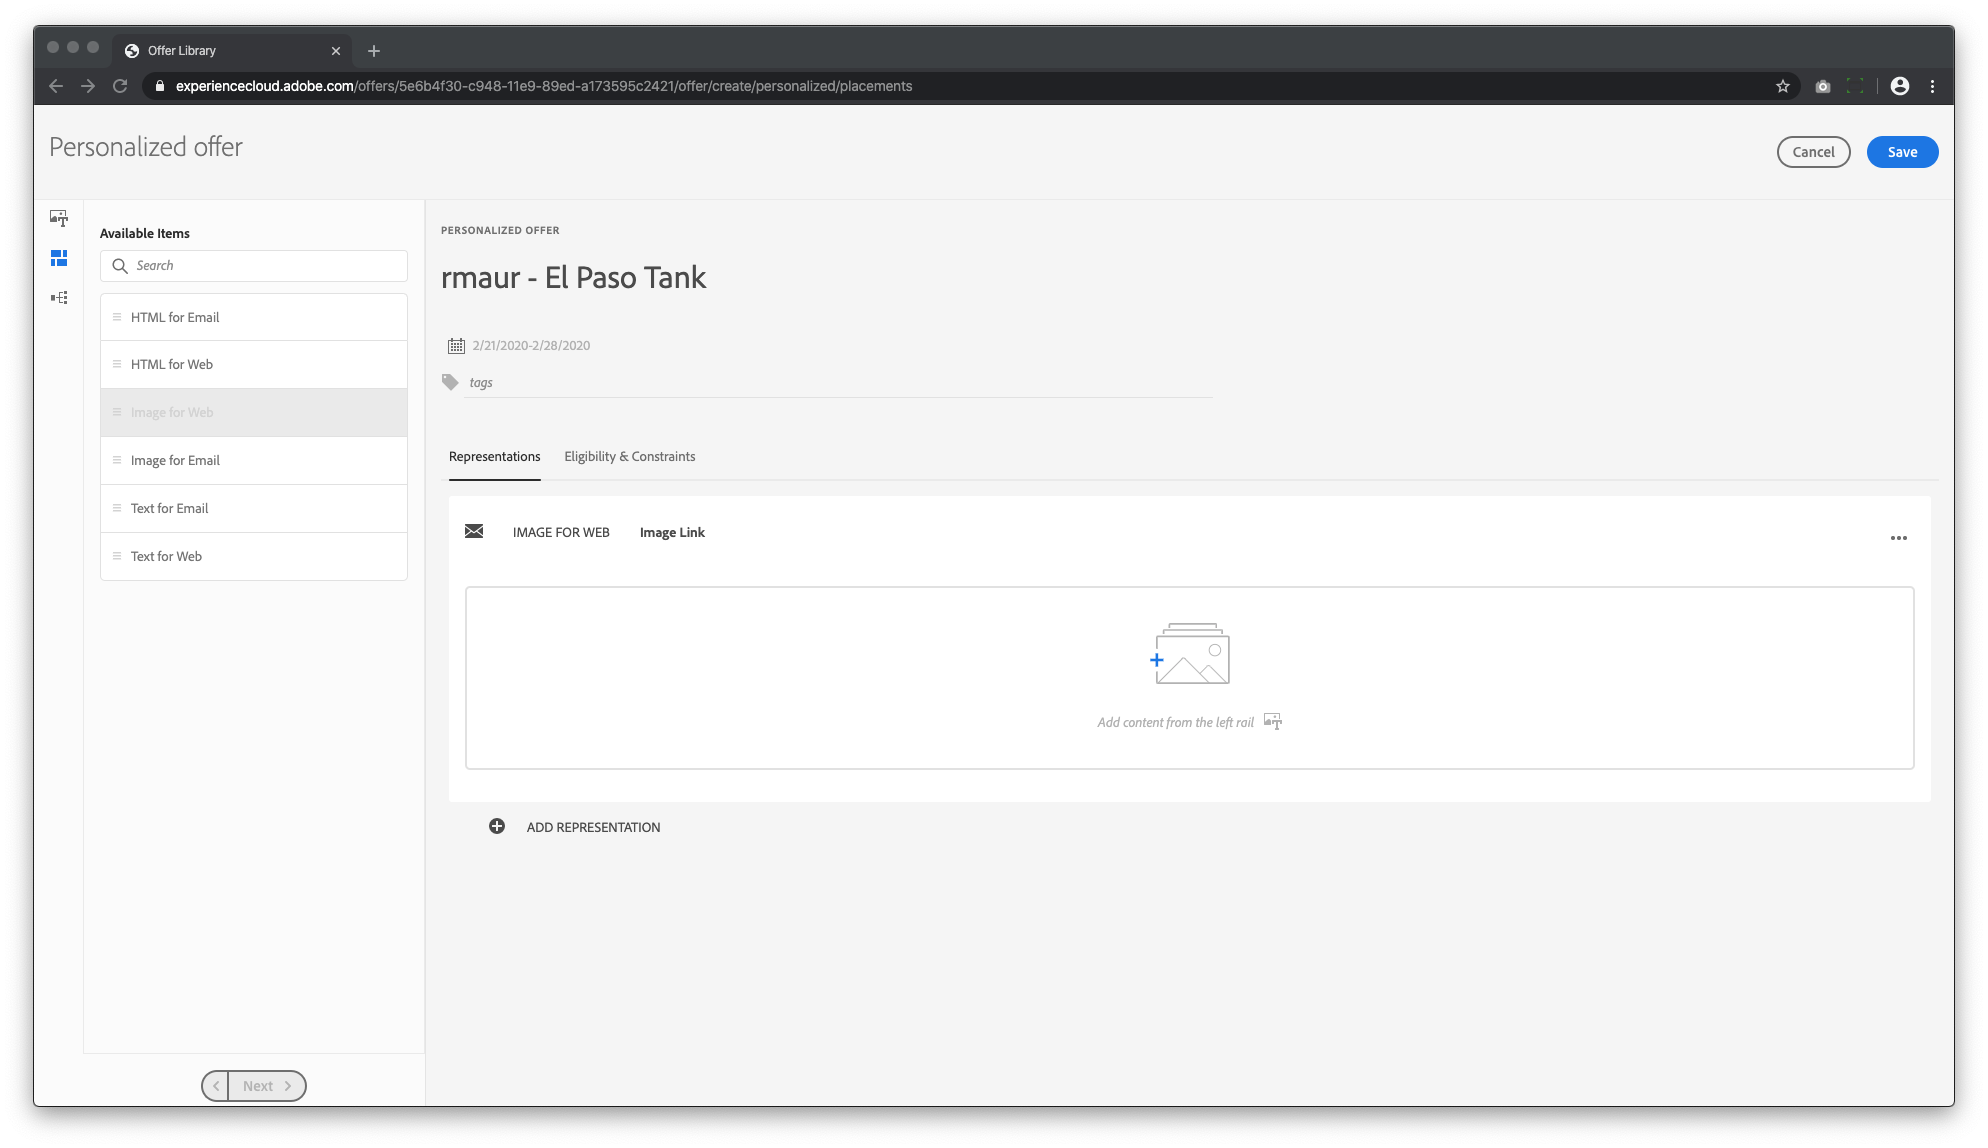 Offer Library
experiencecloud.adobe.com/offers/5e6b4f30-c948-11e9-89ed-a173595c2421/offer/create/personalized/placements
Personalized offer
Cancel
Save
Available Items
Search
HTML for Email
HTML for Web
Image for Web
Image for Email
Text for Email
Text for Web
Next
PERSONALIZED OFFER
rmaur - El Paso Tank
2/21/2020-2/28/2020
tags
Representations
Eligibility & Constraints
IMAGE FOR WEB
Image Link
Add content from the left rail
ADD REPRESENTATION